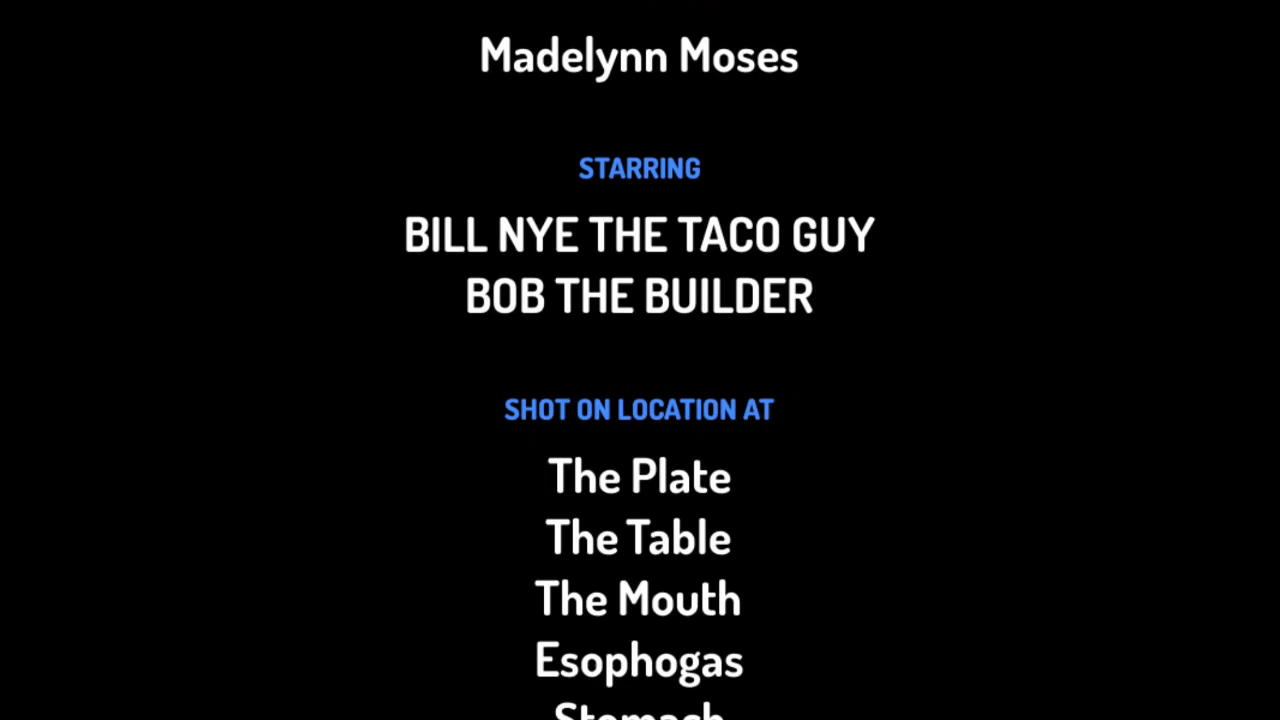 Madelynn Moses
STARRING
BILL NYE THE TACO GUY
BOB THE BUILDER
SHOT ON LOCATION AT
The Plate
The Table
The Mouth
Esophogas
Stomach